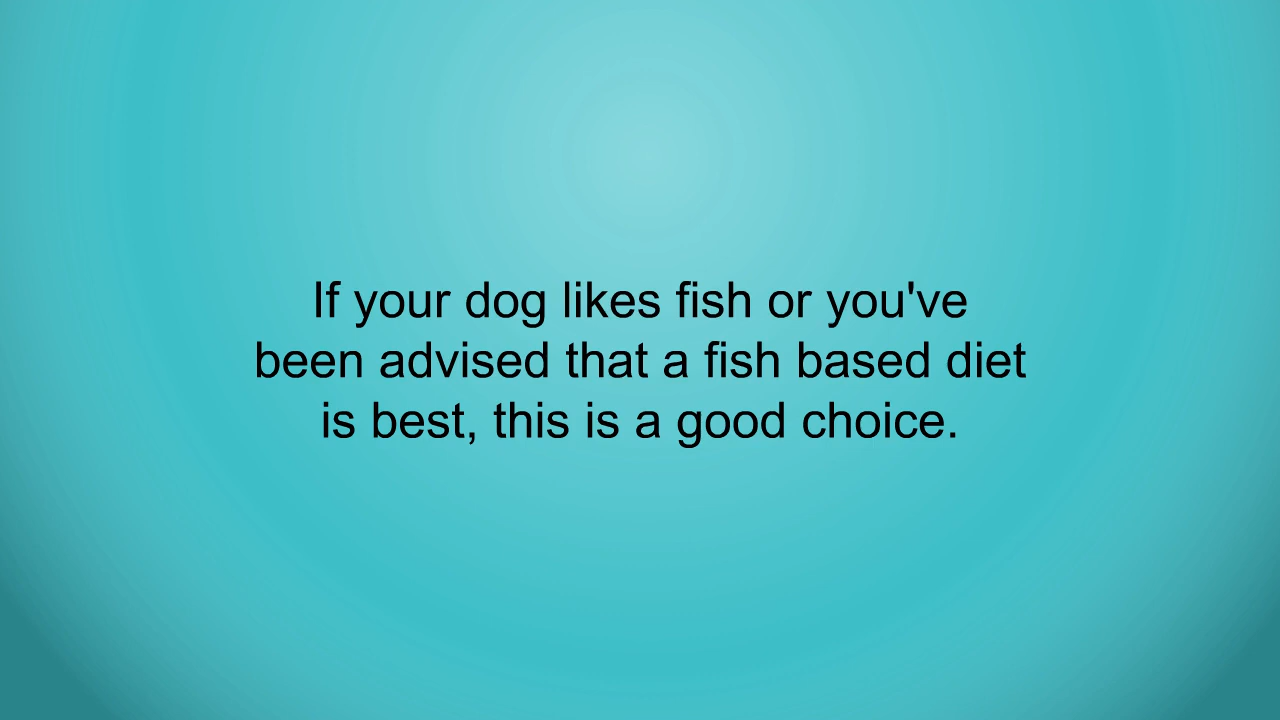 If your dog likes fish or you've
been advised that a fish based diet
is best, this is a good choice.